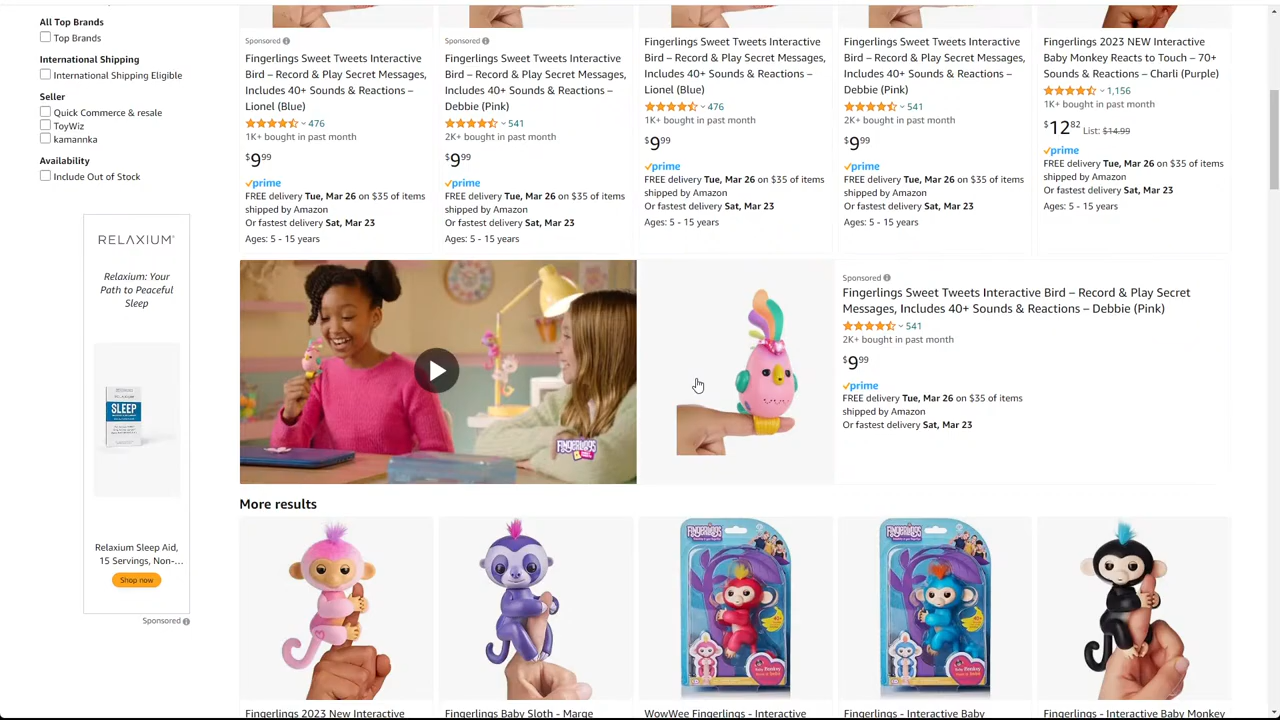 All Top Brands
Top Brands
International Shipping
International Shipping Eligible
Seller
Quick Commerce & resale
ToyWiz
kamannka
Availability
Include Out of Stock
RELAXIUM
Relaxium: Your
Path to Peaceful
Sleep
RELAXIUM
SLEEP
Relaxium Sleep Aid,
15 Servings, Non-...
Shop now
Sponsored
Sponsored
Fingerlings Sweet Tweets Interactive
Bird – Record & Play Secret Messages,
Includes 40+ Sounds & Reactions –
Lionel (Blue)
476
1K+ bought in past month
$9.99
prime
FREE delivery Tue, Mar 26 on $35 of items
shipped by Amazon
Or fastest delivery Sat, Mar 23
Ages: 5 - 15 years
Sponsored
Fingerlings Sweet Tweets Interactive
Bird – Record & Play Secret Messages,
Includes 40+ Sounds & Reactions –
Debbie (Pink)
541
2K+ bought in past month
$9.99
prime
FREE delivery Tue, Mar 26 on $35 of items
shipped by Amazon
Or fastest delivery Sat, Mar 23
Ages: 5 - 15 years
Fingerlings Sweet Tweets Interactive
Bird – Record & Play Secret Messages,
Includes 40+ Sounds & Reactions –
Lionel (Blue)
476
1K+ bought in past month
$9.99
prime
FREE delivery Tue, Mar 26 on $35 of items
shipped by Amazon
Or fastest delivery Sat, Mar 23
Ages: 5 - 15 years
Fingerlings Sweet Tweets Interactive
Bird – Record & Play Secret Messages,
Includes 40+ Sounds & Reactions –
Debbie (Pink)
541
2K+ bought in past month
$9.99
prime
FREE delivery Tue, Mar 26 on $35 of items
shipped by Amazon
Or fastest delivery Sat, Mar 23
Ages: 5 - 15 years
Fingerlings 2023 NEW Interactive
Baby Monkey Reacts to Touch – 70+
Sounds & Reactions – Charli (Purple)
1,156
1K+ bought in past month
$12.82 List: $14.99
prime
FREE delivery Tue, Mar 26 on $35 of items
shipped by Amazon
Or fastest delivery Sat, Mar 23
Ages: 5 - 15 years
FINGERLINGS
Sponsored
Fingerlings Sweet Tweets Interactive Bird – Record & Play Secret
Messages, Includes 40+ Sounds & Reactions – Debbie (Pink)
541
2K+ bought in past month
$9.99
prime
FREE delivery Tue, Mar 26 on $35 of items
shipped by Amazon
Or fastest delivery Sat, Mar 23
More results
FINGERLINGS
FINGERLINGS
Fingerlings 2023 New Interactive
Fingerlings Baby Sloth - Marge
WowWee Fingerlings - Interactive
Fingerlings - Interactive Baby
Fingerlings - Interactive Baby Monkey